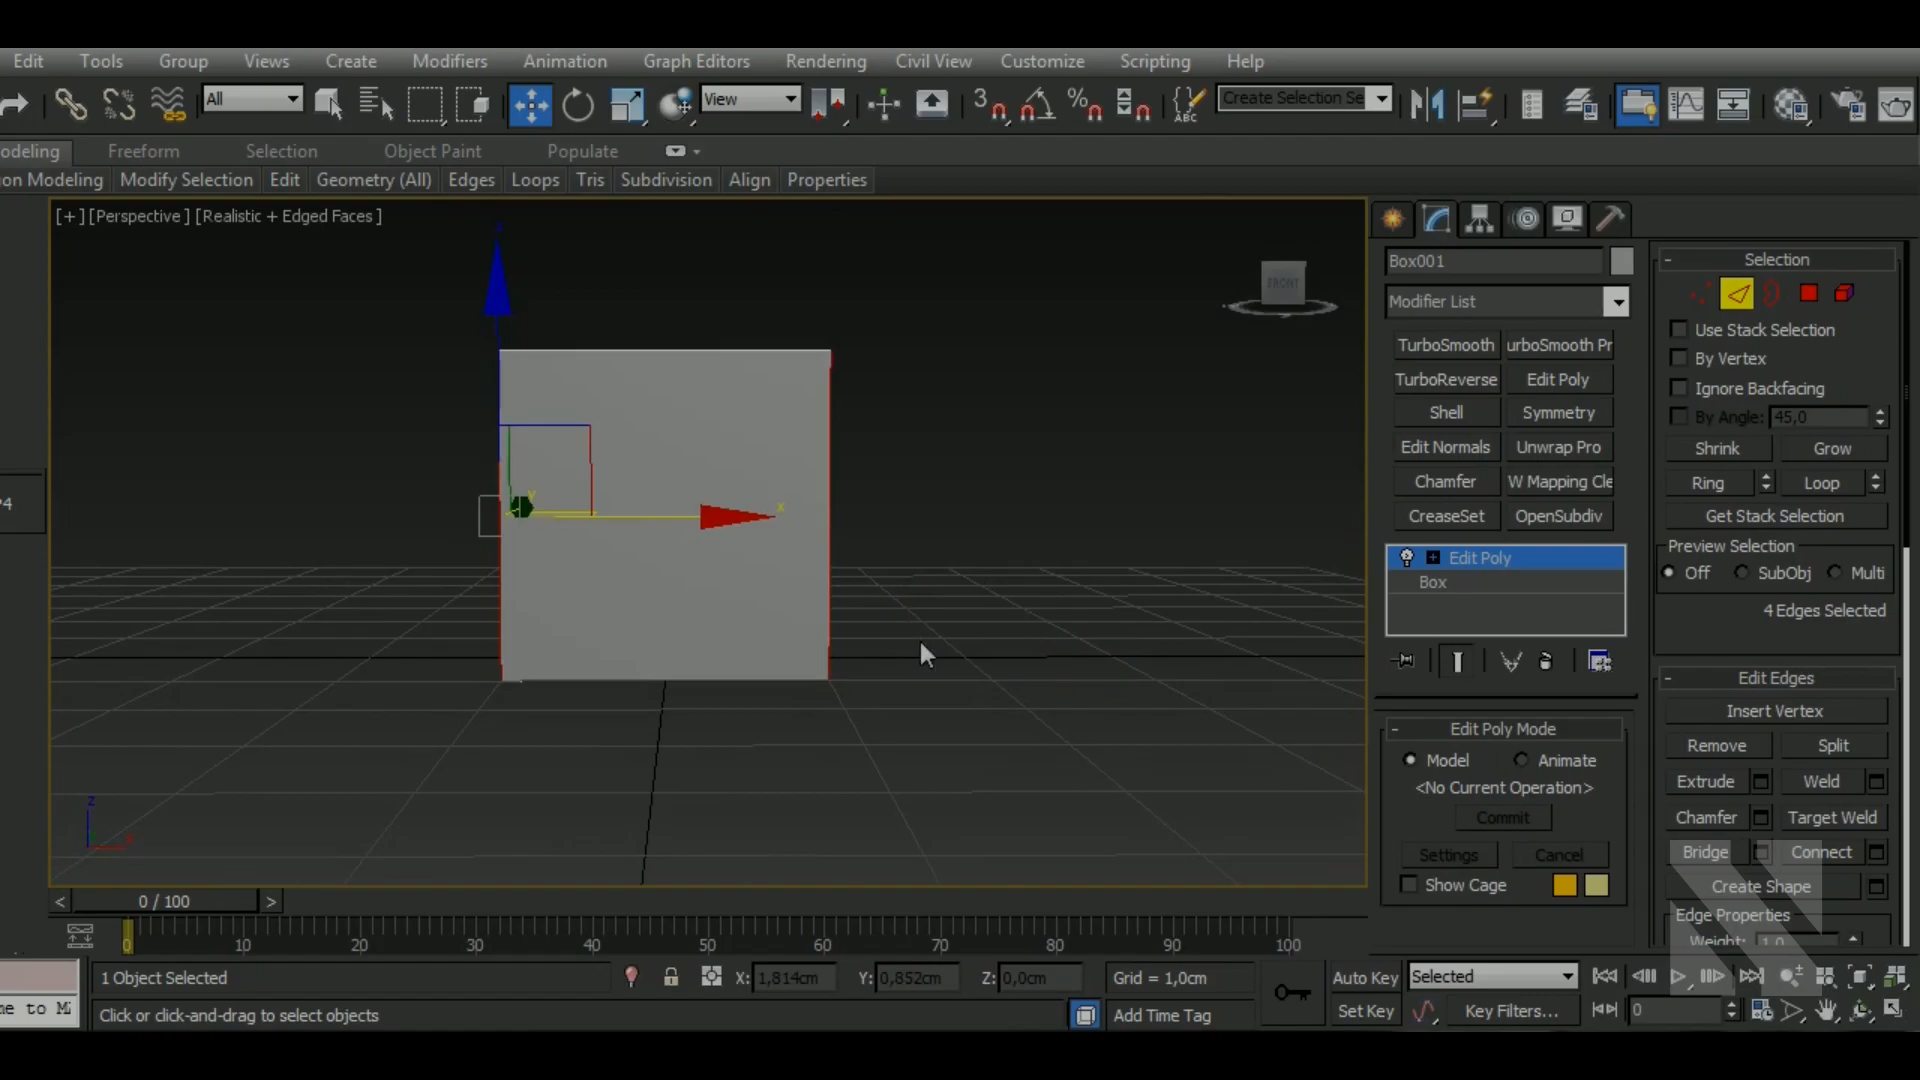 Edit Tools Group Views Create Modifiers Animation Graph Editors Rendering Civil View Customize Scripting Help
All View Create Selection Se
3 % ABC
odeling Freeform Selection Object Paint Populate
on Modeling Modify Selection Edit Geometry (All) Edges Loops Tris Subdivision Align Properties
[+] [Perspective] [Realistic + Edged Faces]
z
FRONT
y
x
P4
z
x
Box001
Modifier List
TurboSmooth urboSmooth Pr
TurboReverse Edit Poly
Shell Symmetry
Edit Normals Unwrap Pro
Chamfer W Mapping Cle
CreaseSet OpenSubdiv
Edit Poly
Box
- Edit Poly Mode
Model Animate
<No Current Operation>
Commit
Settings Cancel
Show Cage
- Selection
Use Stack Selection
By Vertex
Ignore Backfacing
By Angle: 45,0
Shrink Grow
Ring Loop
Get Stack Selection
Preview Selection
Off SubObj Multi
4 Edges Selected
- Edit Edges
Insert Vertex
Remove Split
Extrude Weld
Chamfer Target Weld
Bridge Connect
Create Shape
Edge Properties
Weight: 1,0
< 0 / 100 >
0 10 20 30 40 50 60 70 80 90 100
1 Object Selected X: 1,814cm Y: 0,852cm Z: 0,0cm Grid = 1,0cm Auto Key Selected
me to Mi Click or click-and-drag to select objects Add Time Tag Set Key Key Filters... 0